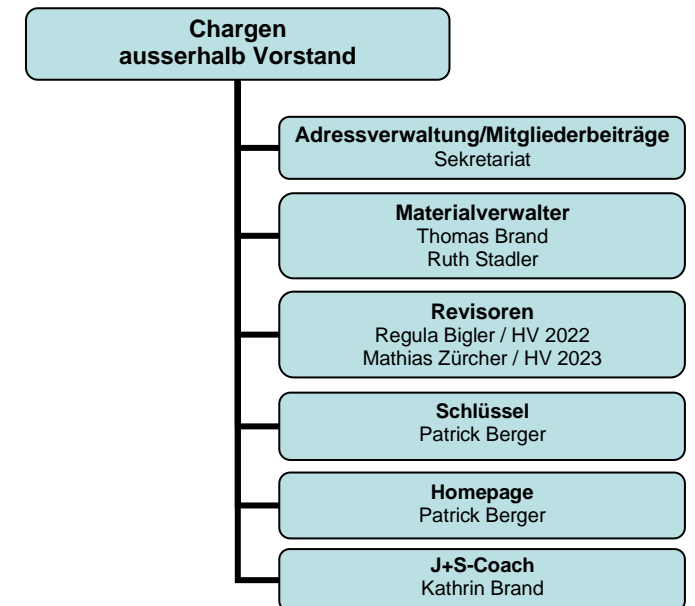 Chargen
ausserhalb Vorstand
Adressverwaltung/Mitgliederbeiträge
Sekretariat
Materialverwalter
Thomas Brand
Ruth Stadler
Revisoren
Regula Bigler / HV 2022
Mathias Zürcher / HV 2023
Schlüssel
Patrick Berger
Homepage
Patrick Berger
J+S-Coach
Kathrin Brand